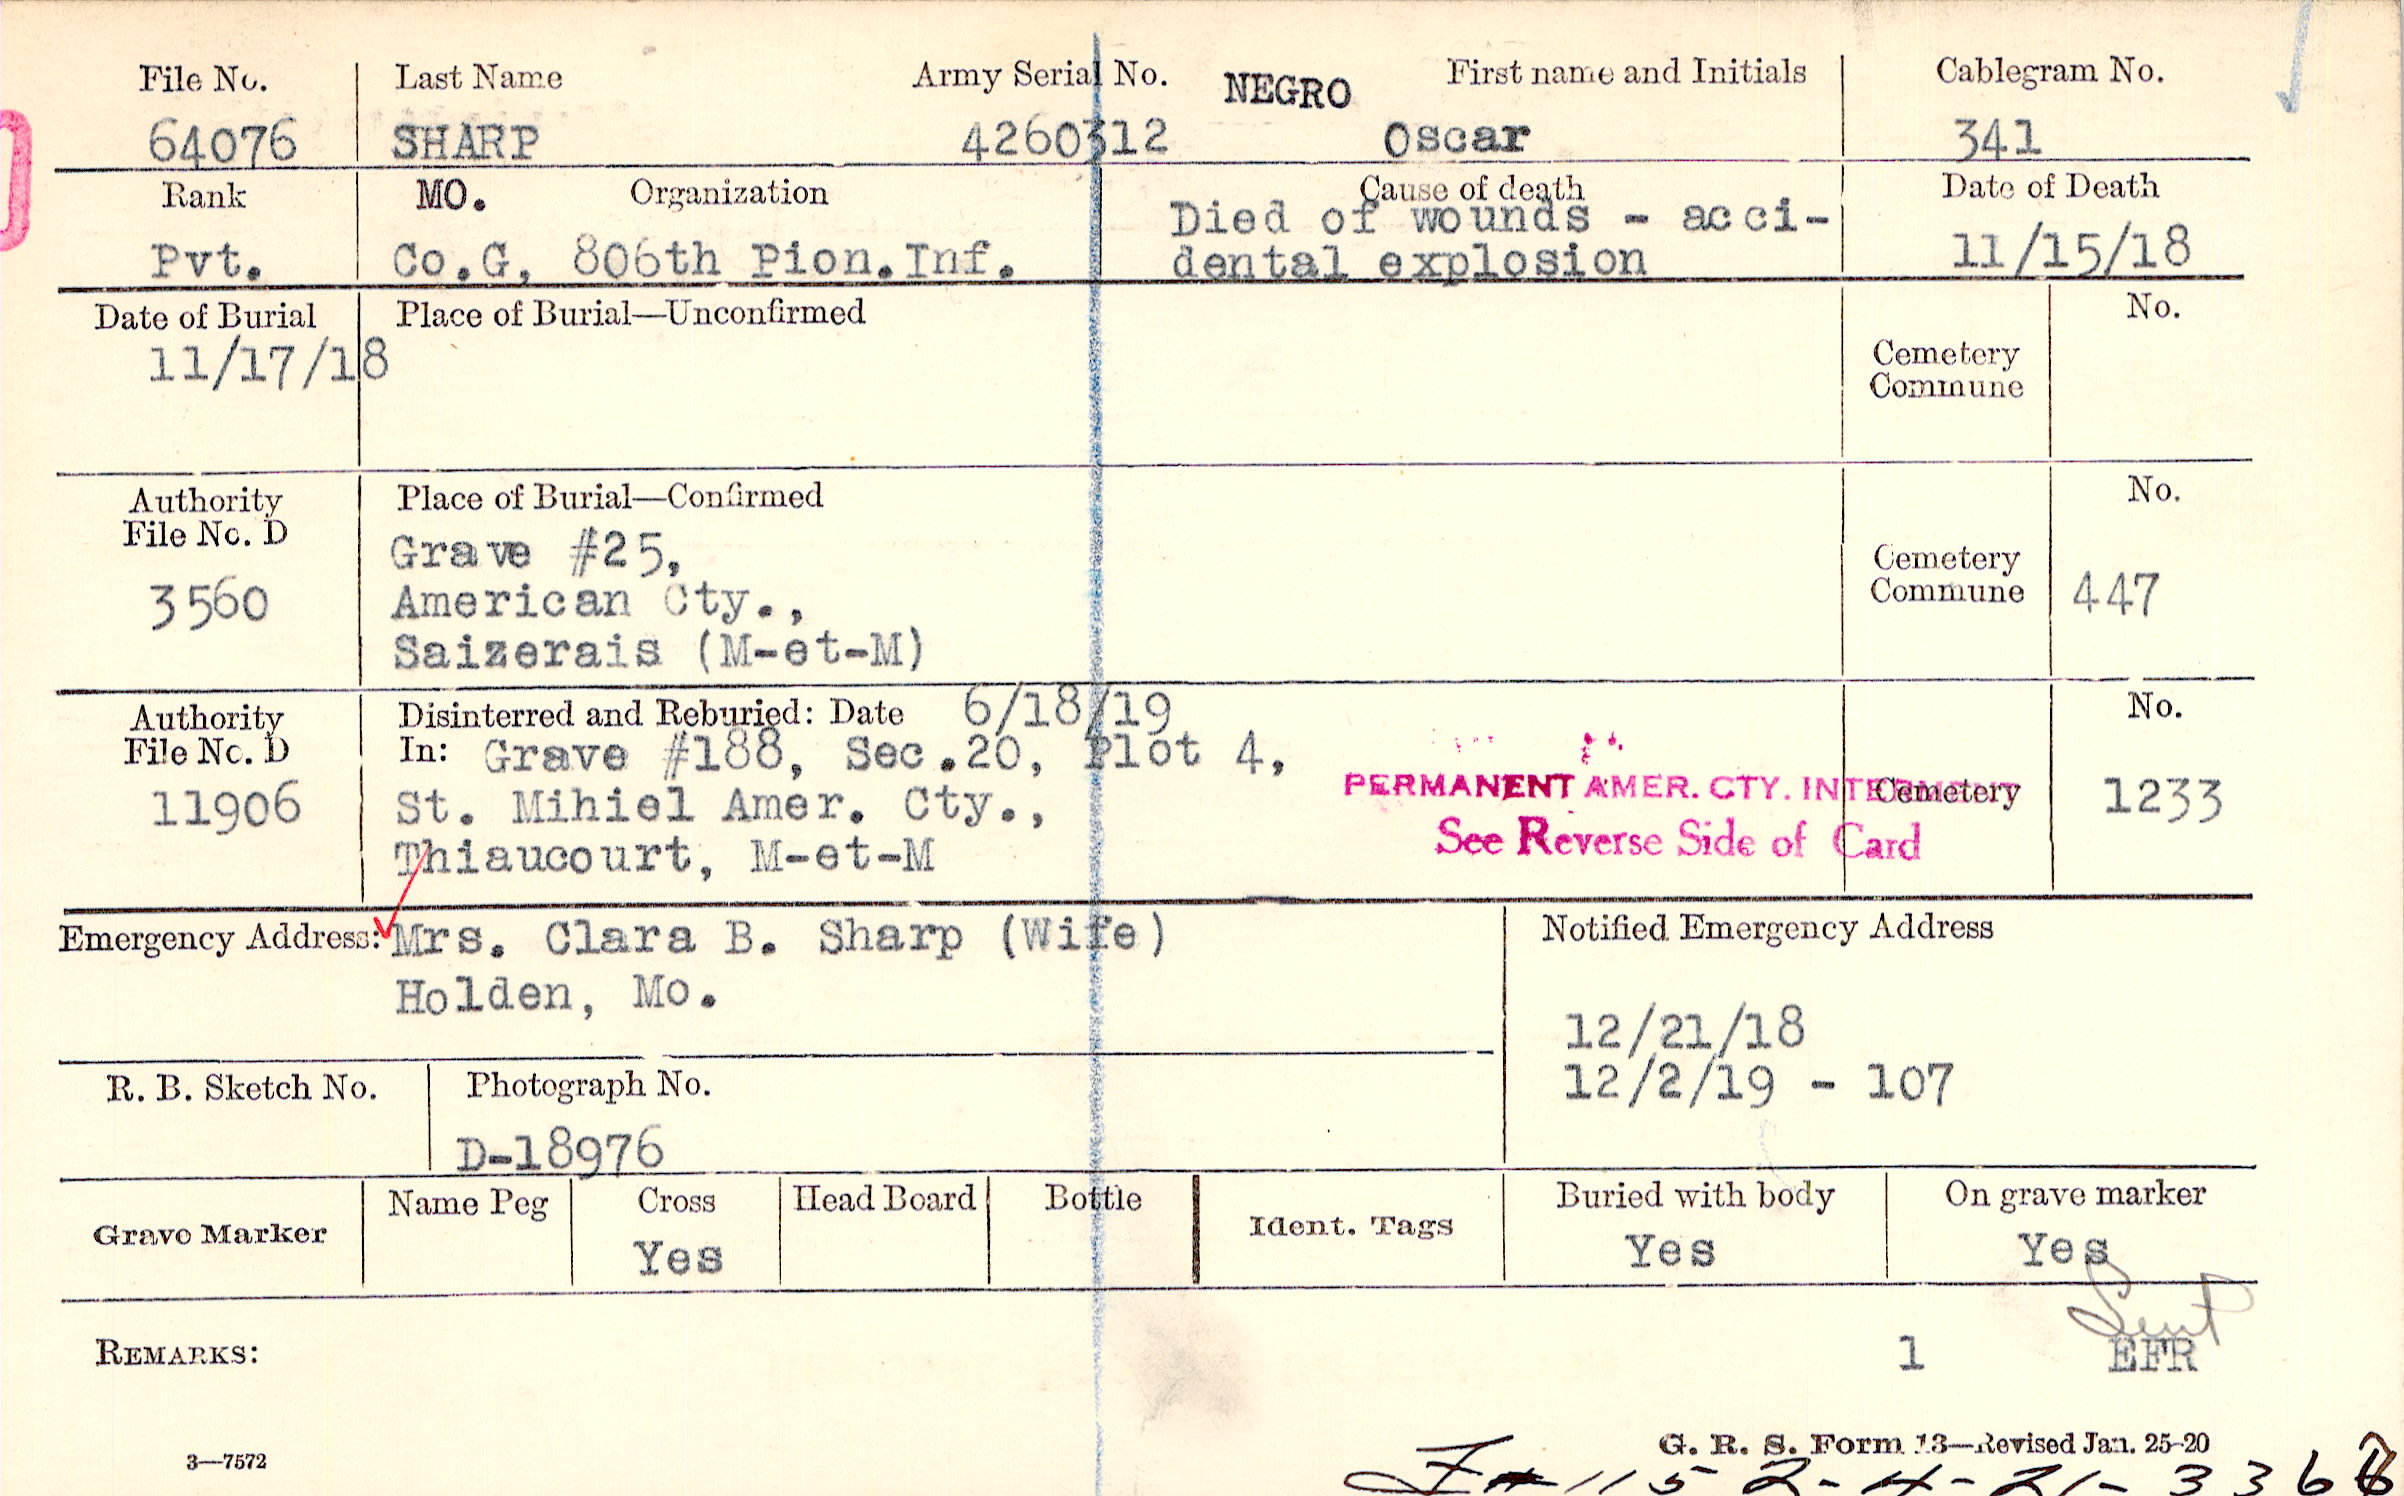 File No. Last Name Army Serial No. NEGRO First name and Initials Cablegram No.
64076 SHARP 4260312 Oscar 341
Rank MO. Organization Cause of death Date of Death
Pvt. Co.G, 806th Pion.Inf. Died of wounds - acci-
dental explosion 11/15/18
Date of Burial Place of Burial—Unconfirmed No.
11/17/18
Cemetery
Commune
Authority
File No. D
3560
Place of Burial—Confirmed
Grave #25,
American Cty.,
Saizerais (M-et-M)
No.
Cemetery
Commune 447
Authority
File No. D
11906
Disinterred and Reburied: Date 6/18/19
In: Grave #188, Sec.20, Plot 4,
St. Mihiel Amer. Cty.,
Thiaucourt, M-et-M
PERMANENT AMER. CTY. INTERMENT
See Reverse Side of Card
No.
Cemetery 1233
Emergency Address: Mrs. Clara B. Sharp (Wife)
Holden, Mo.
Notified Emergency Address
12/21/18
12/2/19 - 107
R. B. Sketch No. Photograph No.
D-18976
Grave Marker Name Peg Cross Head Board Bottle Ident. Tags Buried with body On grave marker
Yes Yes Yes
Sent
REMARKS: 1 EFR
3—7572
G. R. S. Form 13—Revised Jan. 25-20